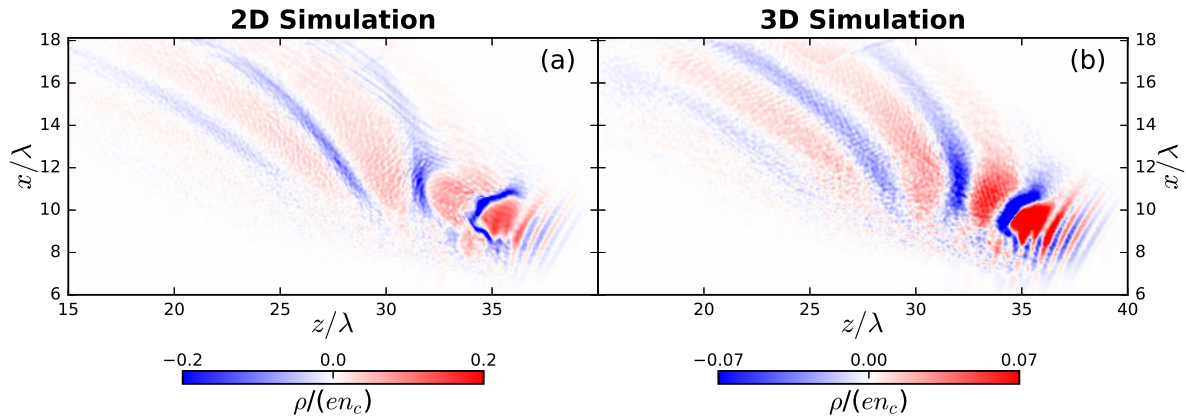 2D Simulation 3D Simulation
18 (a) (b) 18
16 16
14 14
x/λ 12 12 x/λ
10 10
8 8
6 6
15 20 25 30 35 20 25 30 35 40
z/λ z/λ
−0.2 0.0 0.2 −0.07 0.00 0.07
ρ/(en_c) ρ/(en_c)